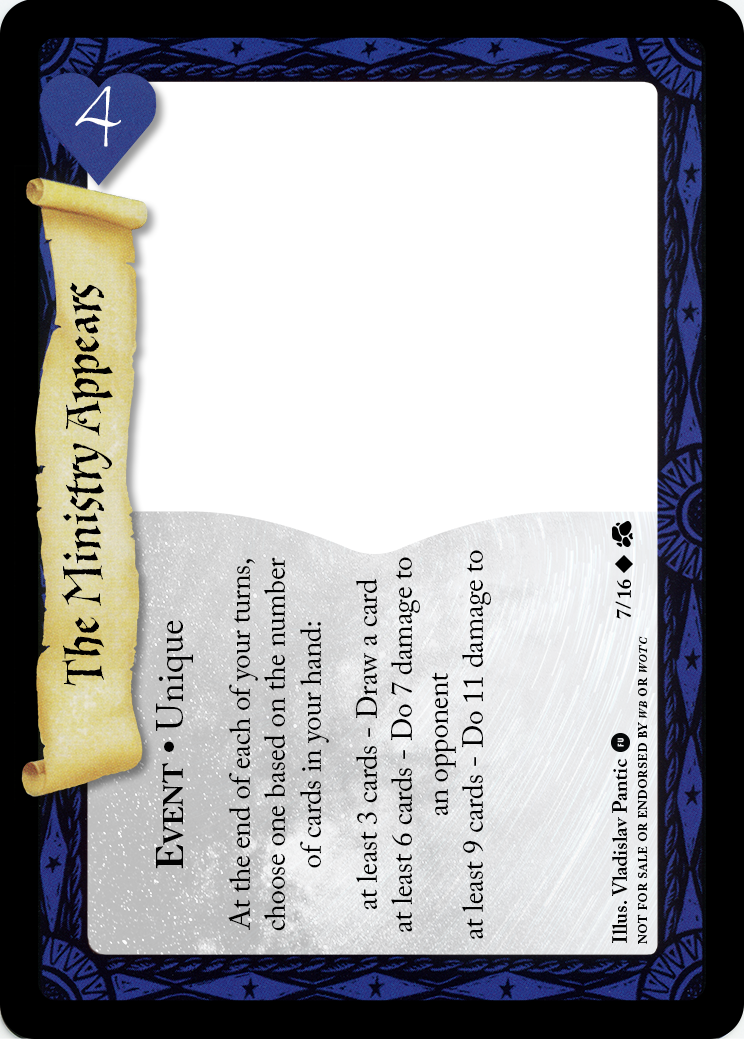 4
The Ministry Appears
EVENT • Unique
At the end of each of your turns,
choose one based on the number
of cards in your hand:
at least 3 cards - Draw a card
at least 6 cards - Do 7 damage to
an opponent
at least 9 cards - Do 11 damage to
Illus. Vladislav Pantic FU
7/16
NOT FOR SALE OR ENDORSED BY WB OR WOTC